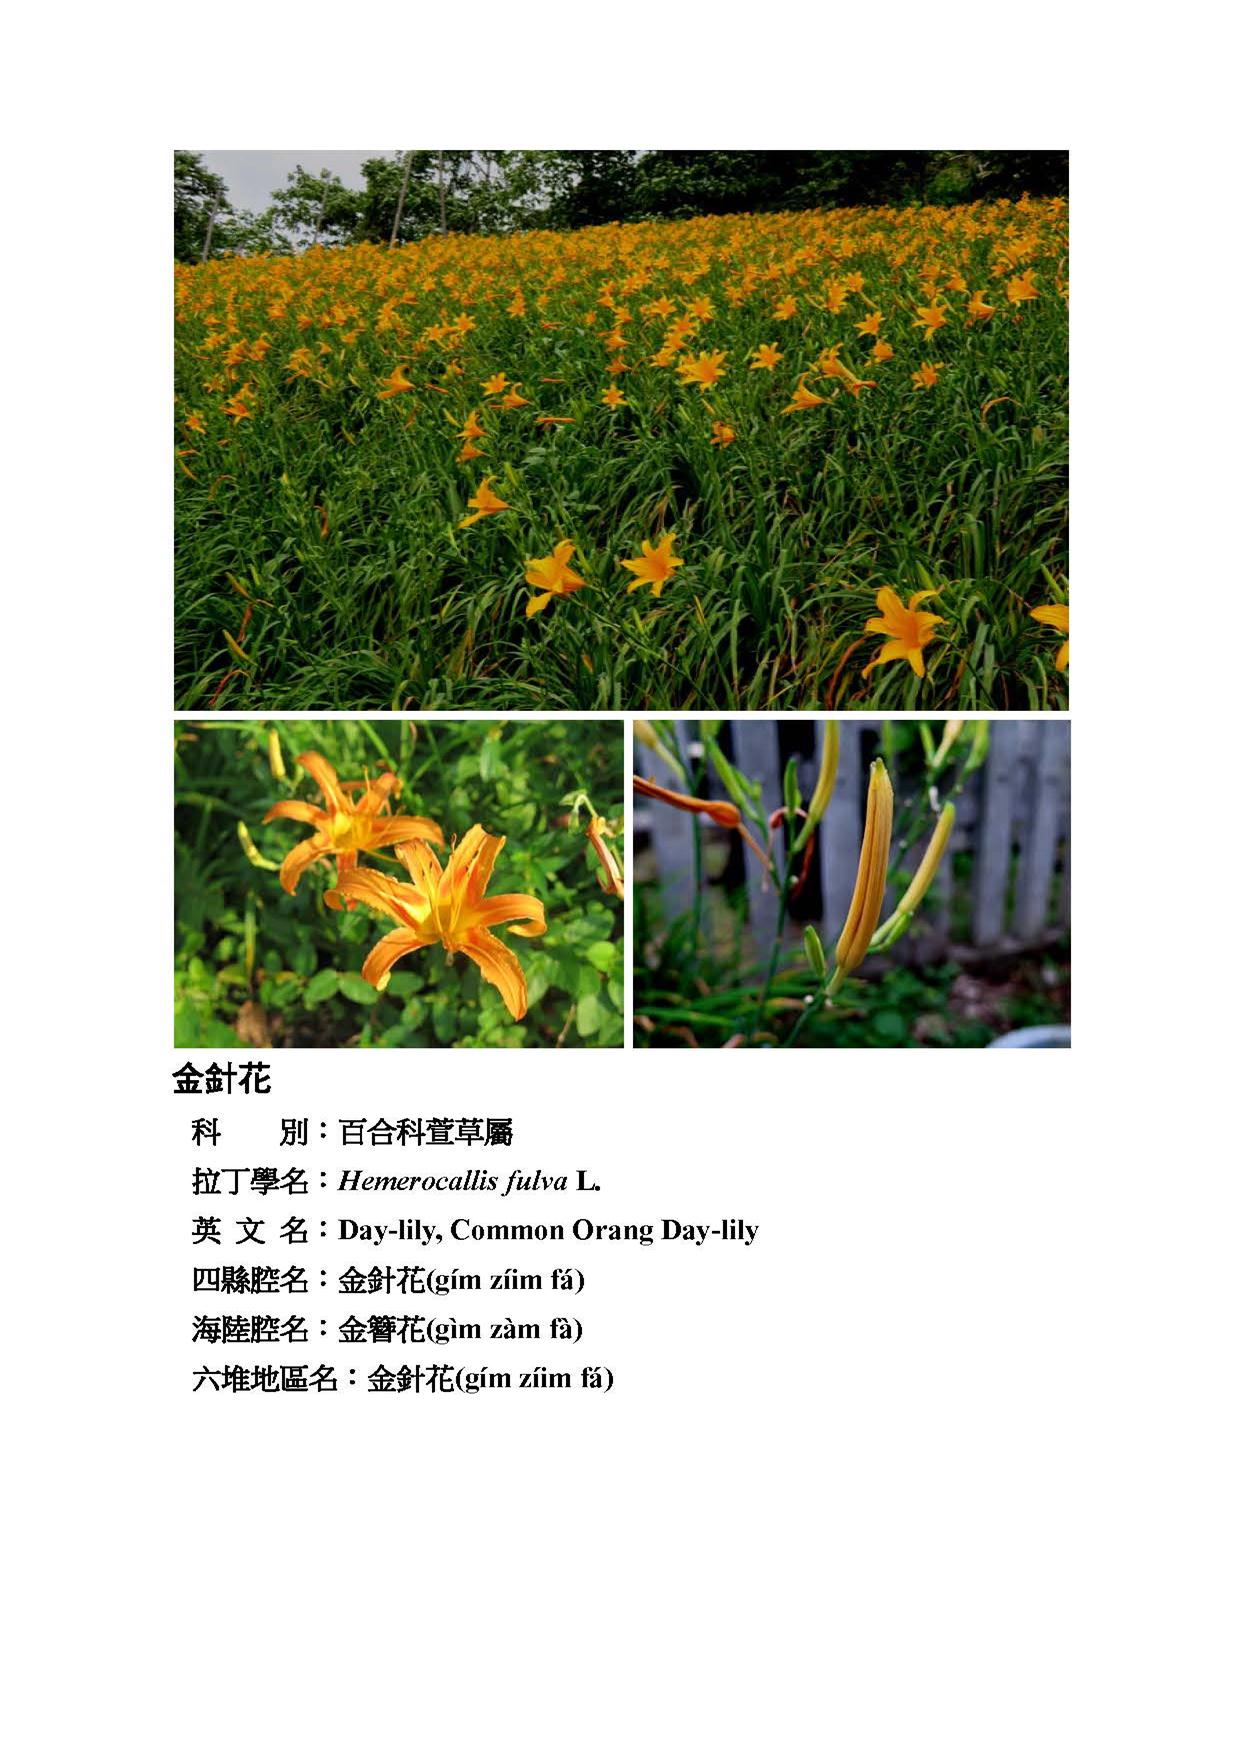 金針花
科　　別：百合科萱草屬
拉丁學名：Hemerocallis fulva L.
英 文 名：Day-lily, Common Orang Day-lily
四縣腔名：金針花(gím zíim fá)
海陸腔名：金簪花(gìm zàm fà)
六堆地區名：金針花(gím zíim fá)